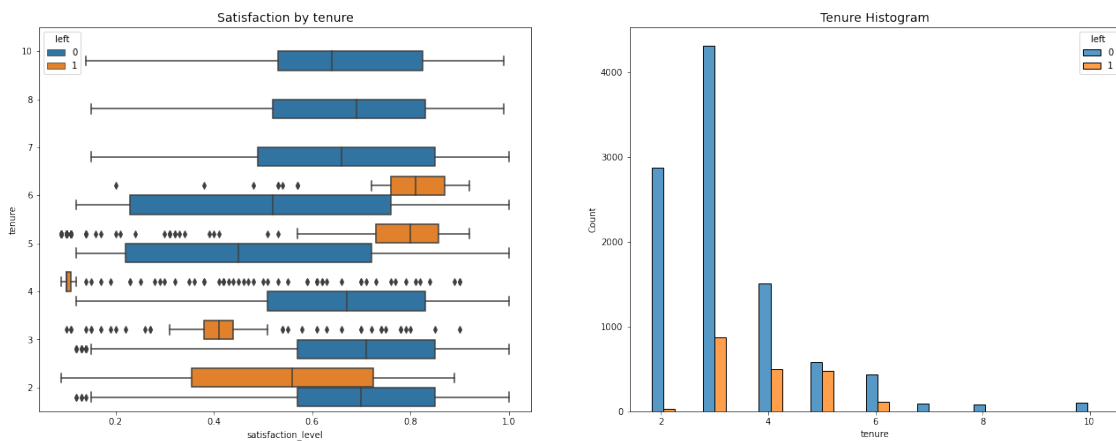 Satisfaction by tenure
left
0
1
10
8
7
6
5
4
3
2
tenure
0.2 0.4 0.6 0.8 1.0
satisfaction_level
Tenure Histogram
left
0
1
4000
3000
2000
1000
0
Count
2 4 6 8 10
tenure